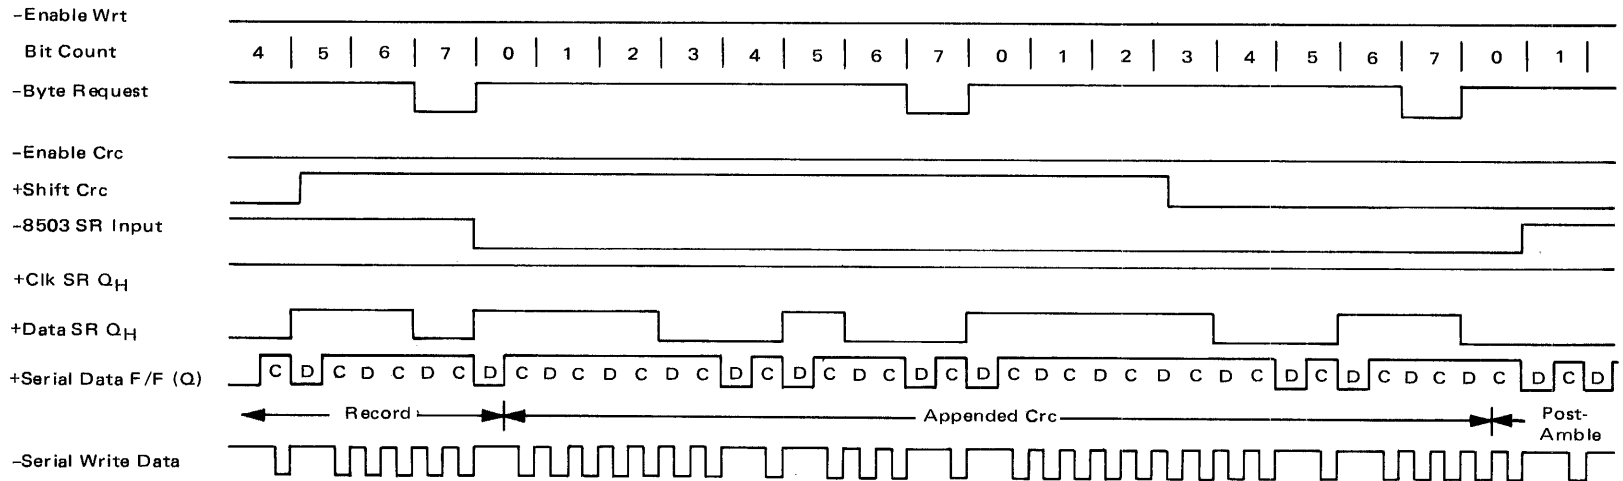 –Enable Wrt
Bit Count 4 5 6 7 0 1 2 3 4 5 6 7 0 1 2 3 4 5 6 7 0 1
–Byte Request
–Enable Crc
+Shift Crc
–8503 SR Input
+Clk SR QH
+Data SR QH
+Serial Data F/F (Q) C D C D C D C D C D C D C D C D C D C D C D C D C D C D C D C D C D C D C D C D C D C D
Record Appended Crc Post-
Amble
–Serial Write Data